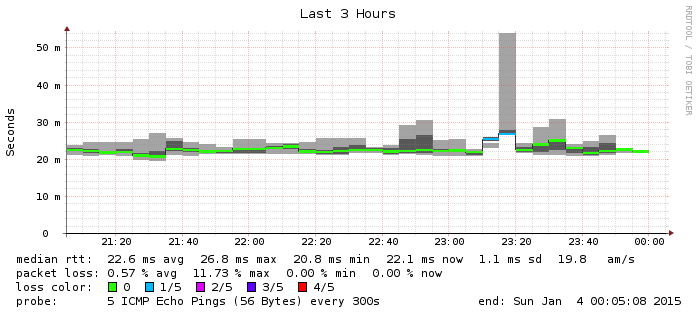 Last 3 Hours
RRDTOOL / TOBI OETIKER
Seconds
50 m
40 m
30 m
20 m
10 m
0
21:20 21:40 22:00 22:20 22:40 23:00 23:20 23:40 00:00
median rtt: 22.6 ms avg 26.8 ms max 20.8 ms min 22.1 ms now 1.1 ms sd 19.8 am/s
packet loss: 0.57 % avg 11.73 % max 0.00 % min 0.00 % now
loss color: 0 1/5 2/5 3/5 4/5
probe: 5 ICMP Echo Pings (56 Bytes) every 300s end: Sun Jan 4 00:05:08 2015